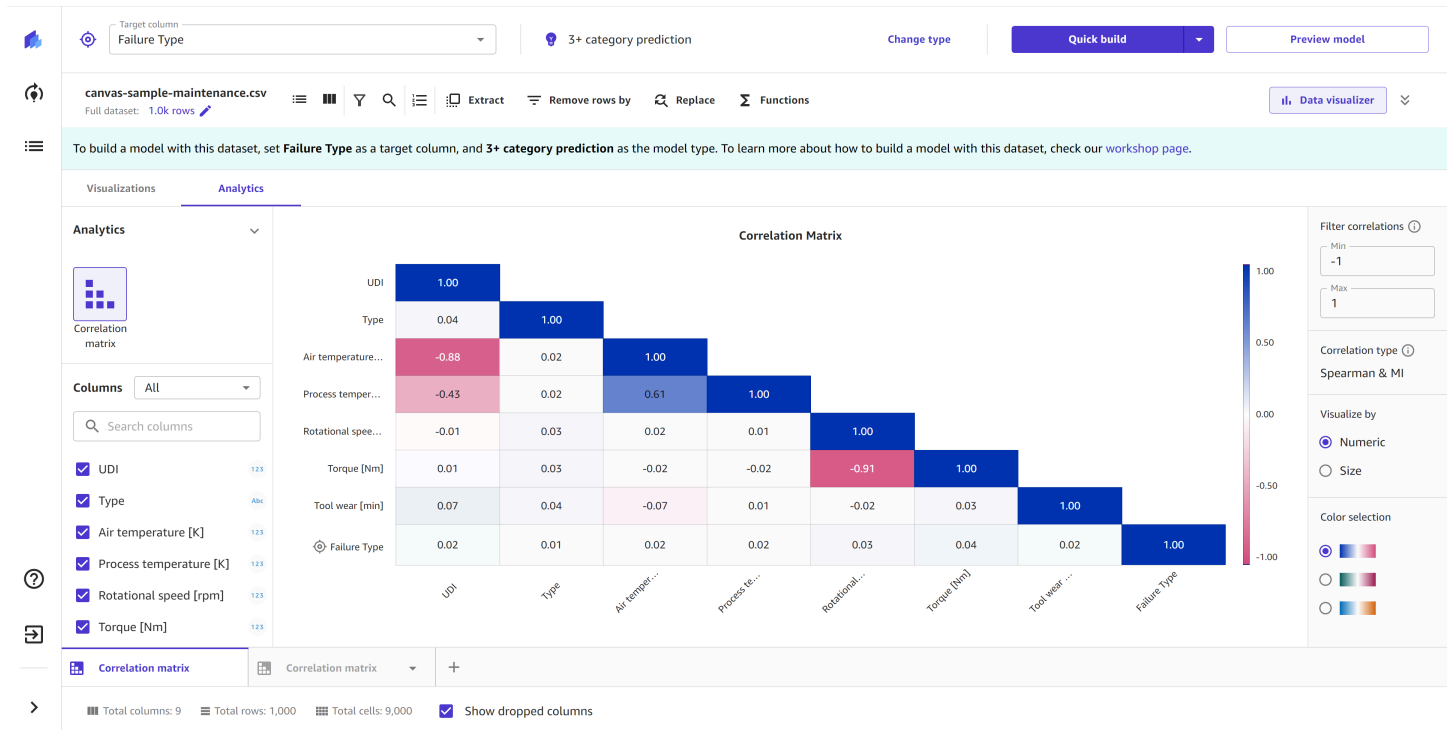 Target column
Failure Type
3+ category prediction
Change type
Quick build
Preview model
canvas-sample-maintenance.csv
Full dataset: 1.0k rows
Extract
Remove rows by
Replace
Functions
Data visualizer
To build a model with this dataset, set Failure Type as a target column, and 3+ category prediction as the model type. To learn more about how to build a model with this dataset, check our workshop page.
Visualizations
Analytics
Analytics
Correlation
matrix
Columns
All
Search columns
UDI 123
Type Abc
Air temperature [K] 123
Process temperature [K] 123
Rotational speed [rpm] 123
Torque [Nm] 123
Correlation Matrix
UDI 1.00
Type 0.04 1.00
Air temperature... -0.88 0.02 1.00
Process temper... -0.43 0.02 0.61 1.00
Rotational spee... -0.01 0.03 0.02 0.01 1.00
Torque [Nm] 0.01 0.03 -0.02 -0.02 -0.91 1.00
Tool wear [min] 0.07 0.04 -0.07 0.01 -0.02 0.03 1.00
Failure Type 0.02 0.01 0.02 0.02 0.03 0.04 0.02 1.00
UDI
Type
Air temper...
Process te...
Rotational...
Torque [Nm]
Tool wear ...
Failure Type
1.00
0.50
0.00
-0.50
-1.00
Filter correlations
Min
-1
Max
1
Correlation type
Spearman & MI
Visualize by
Numeric
Size
Color selection
Correlation matrix
Correlation matrix
Total columns: 9
Total rows: 1,000
Total cells: 9,000
Show dropped columns